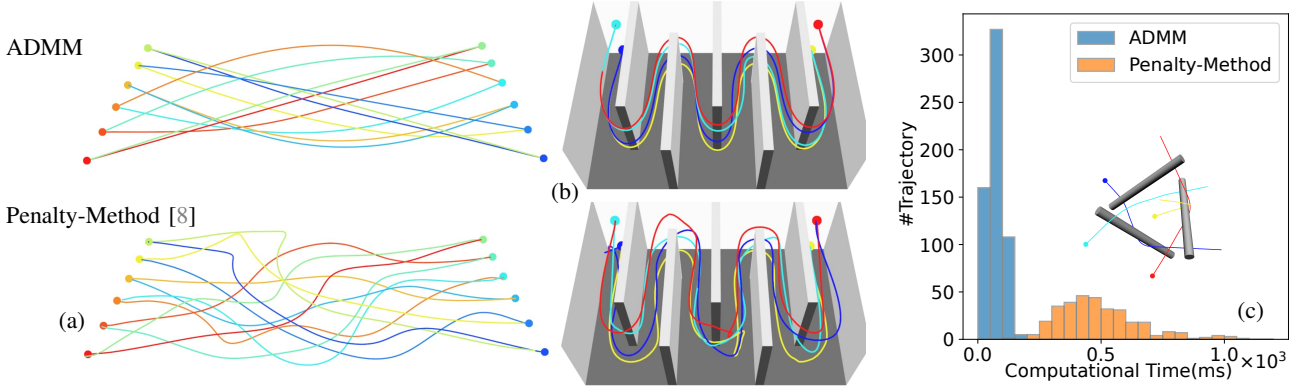 ADMM
Penalty-Method [8]
(a)
(b)
ADMM
Penalty-Method
#Trajectory
300
250
200
150
100
50
0
(c)
0.0
0.5
1.0
×10³
Computational Time(ms)